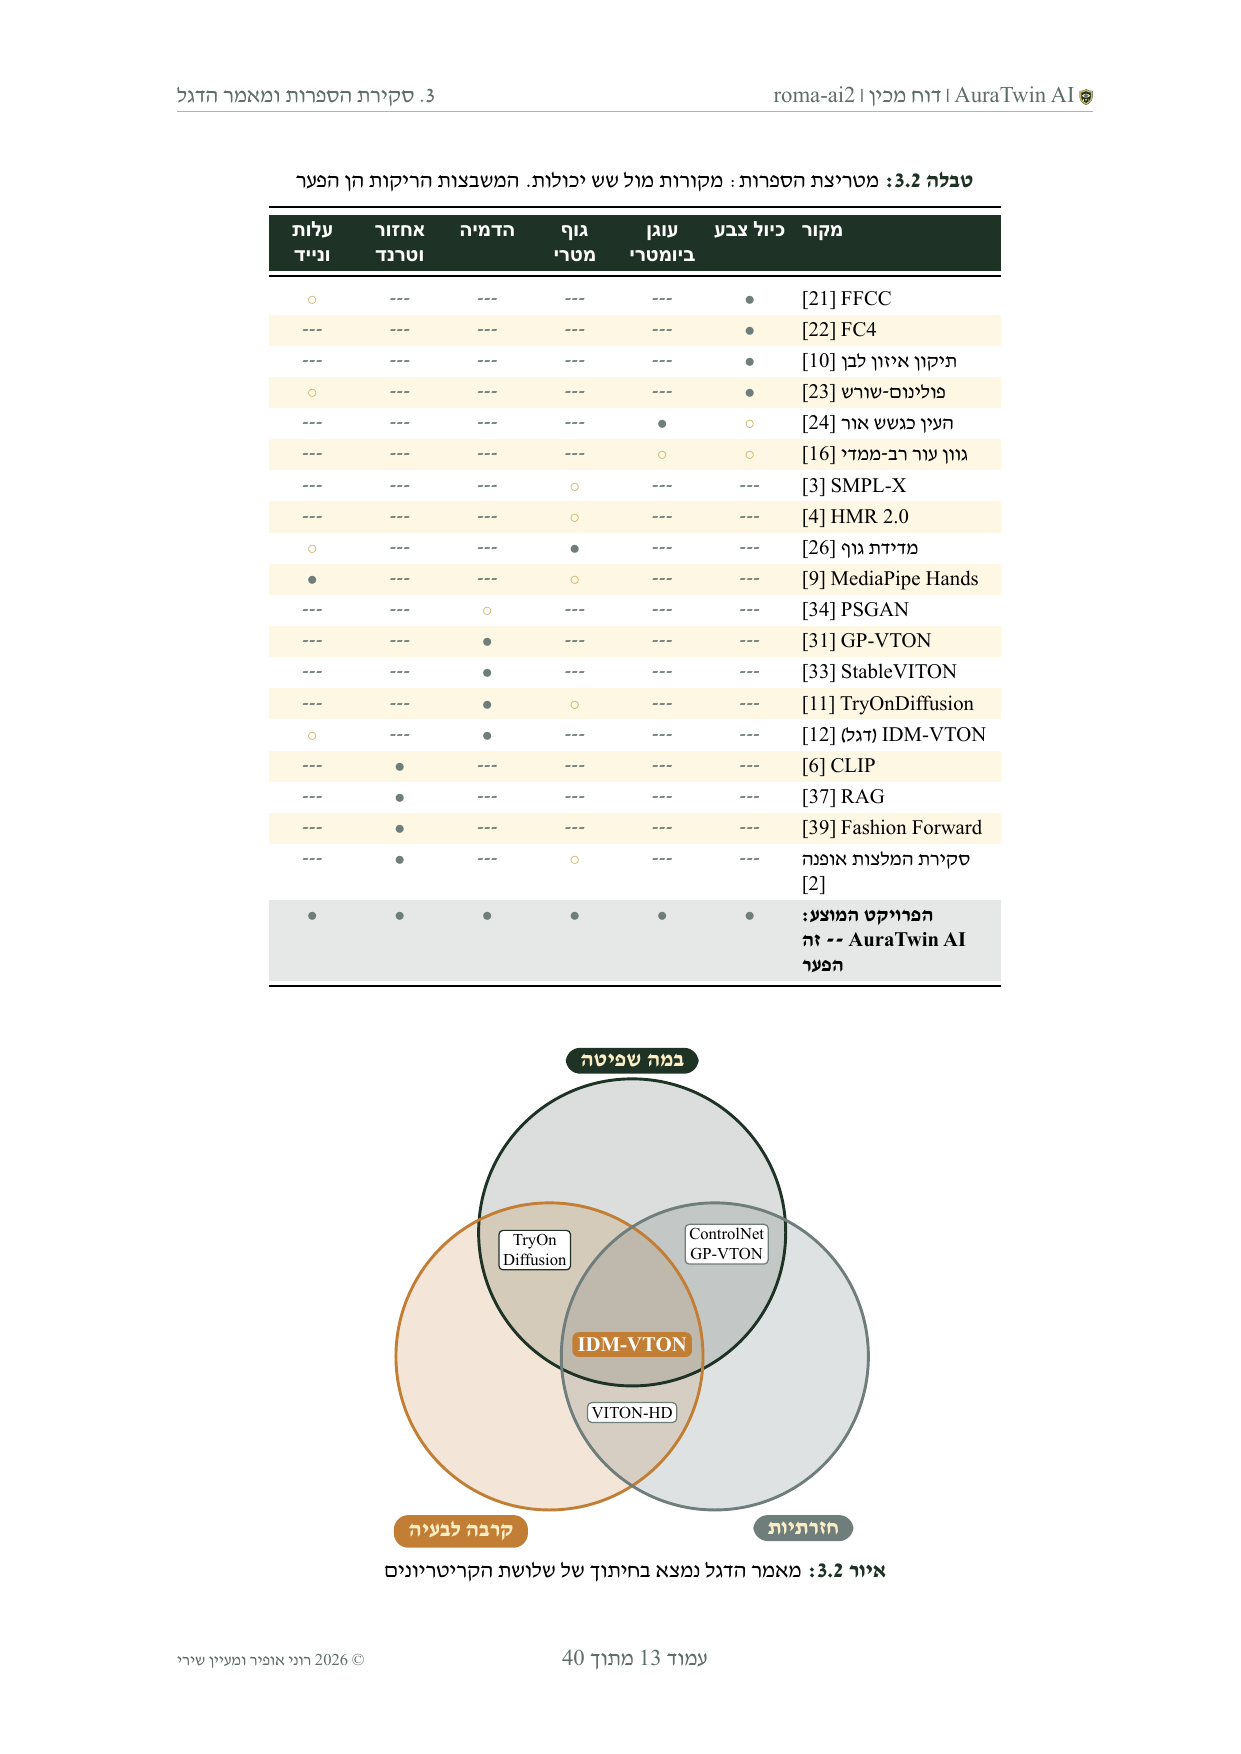 AuraTwin AI | דוח מכין | roma-ai2
3. סקירת הספרות ומאמר הדגל
טבלה 3.2: מטריצת הספרות: מקורות מול שש יכולות. המשבצות הריקות הן הפער
מקור כיול צבע עוגן ביומטרי גוף מטרי הדמיה אחזור וטרנד עלות ונייד
[21] FFCC ● --- --- --- --- ○
[22] FC4 ● --- --- --- --- ---
תיקון איזון לבן [10] ● --- --- --- --- ---
פולינום-שורש [23] ● --- --- --- --- ○
העין כגשש אור [24] ○ ● --- --- --- ---
גוון עור רב-ממדי [16] ○ ○ --- --- --- ---
[3] SMPL-X --- --- ○ --- --- ---
[4] HMR 2.0 --- --- ○ --- --- ---
מדידת גוף [26] --- --- ● --- --- ○
[9] MediaPipe Hands --- --- ○ --- --- ●
[34] PSGAN --- --- --- ○ --- ---
[31] GP-VTON --- --- --- ● --- ---
[33] StableVITON --- --- --- ● --- ---
[11] TryOnDiffusion --- --- ○ ● --- ---
IDM-VTON (דגל) [12] --- --- --- ● --- ○
[6] CLIP --- --- --- --- ● ---
[37] RAG --- --- --- --- ● ---
[39] Fashion Forward --- --- --- --- ● ---
סקירת המלצות אופנה --- --- ○ --- ● ---
[2]
הפרויקט המוצע: ● ● ● ● ● ●
AuraTwin AI -- זה
הפער
במה שפיטה
TryOn
Diffusion
ControlNet
GP-VTON
IDM-VTON
VITON-HD
חזרתיות
קרבה לבעיה
איור 3.2: מאמר הדגל נמצא בחיתוך של שלושת הקריטריונים
עמוד 13 מתוך 40
© 2026 רוני אופיר ומעיין שירי